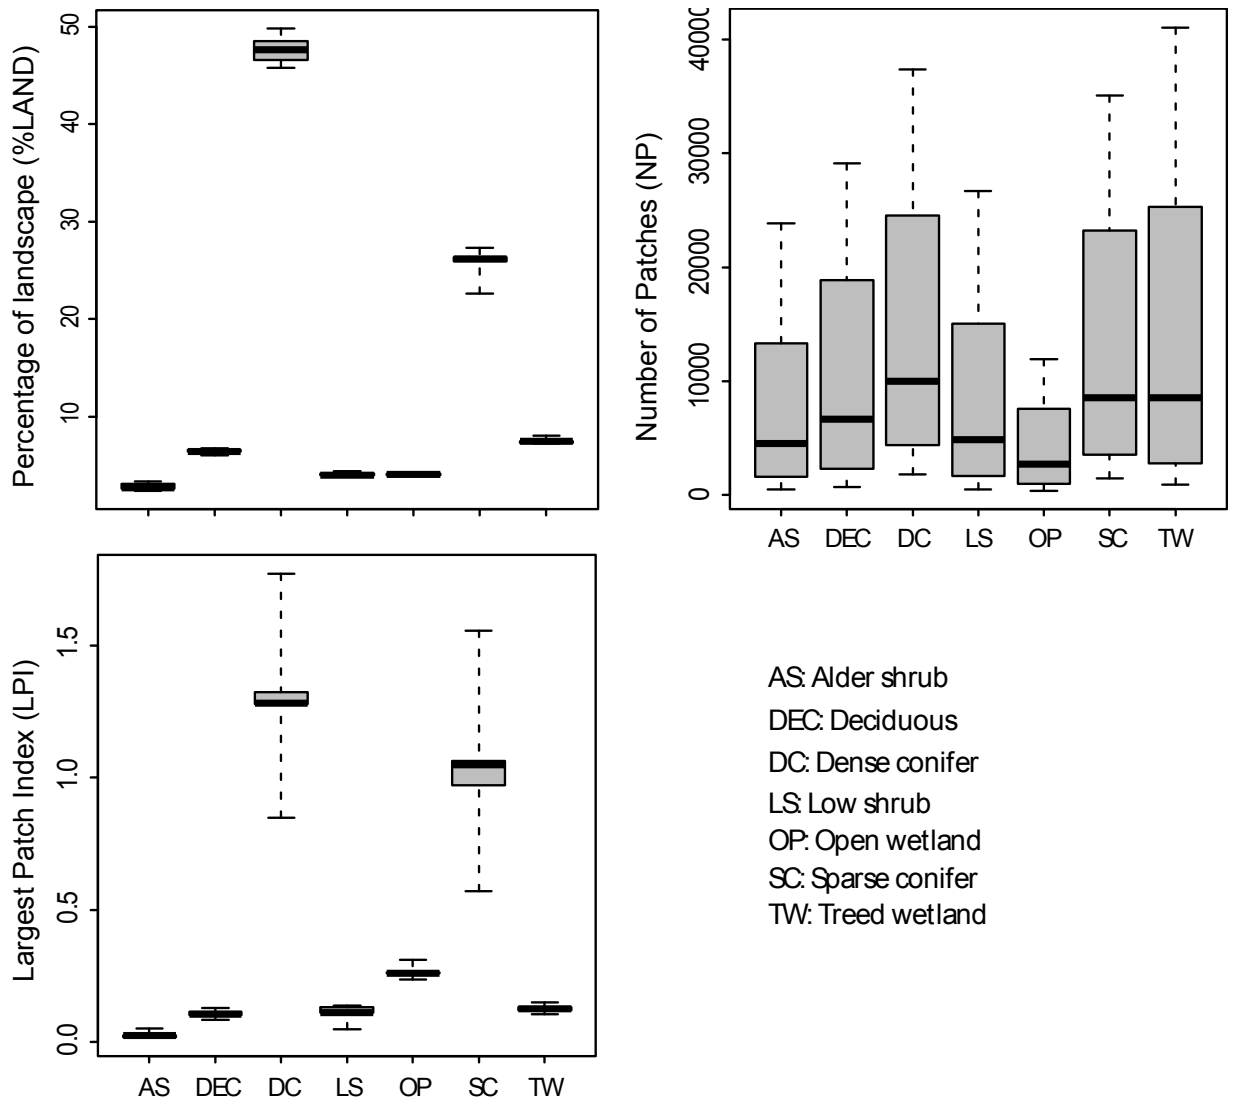 Percentage of landscape (%LAND)
50
40
30
20
10
Number of Patches (NP)
40000
30000
20000
10000
0
AS DEC DC LS OP SC TW
Largest Patch Index (LPI)
1.5
1.0
0.5
0.0
AS DEC DC LS OP SC TW
AS: Alder shrub
DEC: Deciduous
DC: Dense conifer
LS: Low shrub
OP: Open wetland
SC: Sparse conifer
TW: Treed wetland